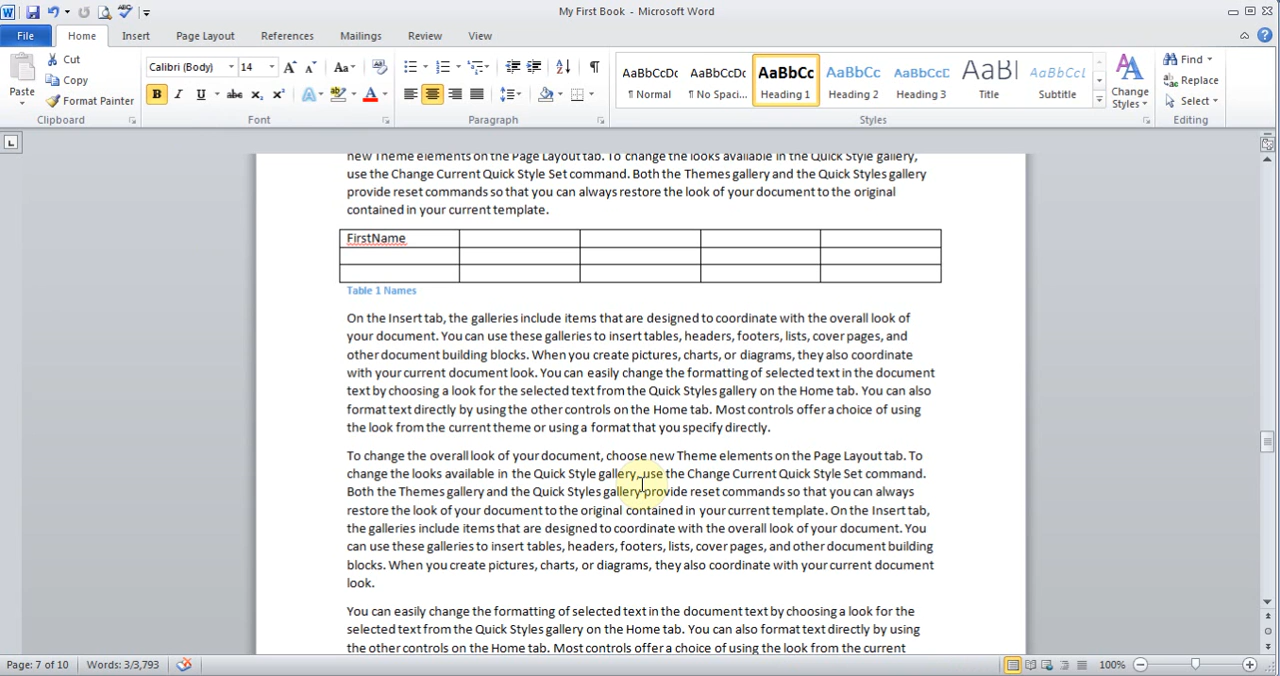 My First Book - Microsoft Word
File Home Insert Page Layout References Mailings Review View
Paste
Cut
Copy
Format Painter
Clipboard
Calibri (Body) 14
Font
Paragraph
AaBbCcDc AaBbCcDc AaBbCc AaBbCc AaBbCcD AaBl AaBbCcL
¶ Normal ¶ No Spaci... Heading 1 Heading 2 Heading 3 Title Subtitle
Change
Styles
Styles
Find
Replace
Select
Editing
new Theme elements on the Page Layout tab. To change the looks available in the Quick Style gallery,
use the Change Current Quick Style Set command. Both the Themes gallery and the Quick Styles gallery
provide reset commands so that you can always restore the look of your document to the original
contained in your current template.
FirstName
Table 1 Names
On the Insert tab, the galleries include items that are designed to coordinate with the overall look of
your document. You can use these galleries to insert tables, headers, footers, lists, cover pages, and
other document building blocks. When you create pictures, charts, or diagrams, they also coordinate
with your current document look. You can easily change the formatting of selected text in the document
text by choosing a look for the selected text from the Quick Styles gallery on the Home tab. You can also
format text directly by using the other controls on the Home tab. Most controls offer a choice of using
the look from the current theme or using a format that you specify directly.
To change the overall look of your document, choose new Theme elements on the Page Layout tab. To
change the looks available in the Quick Style gallery, use the Change Current Quick Style Set command.
Both the Themes gallery and the Quick Styles gallery provide reset commands so that you can always
restore the look of your document to the original contained in your current template. On the Insert tab,
the galleries include items that are designed to coordinate with the overall look of your document. You
can use these galleries to insert tables, headers, footers, lists, cover pages, and other document building
blocks. When you create pictures, charts, or diagrams, they also coordinate with your current document
look.
You can easily change the formatting of selected text in the document text by choosing a look for the
selected text from the Quick Styles gallery on the Home tab. You can also format text directly by using
the other controls on the Home tab. Most controls offer a choice of using the look from the current
Page: 7 of 10 Words: 3/3,793 100%